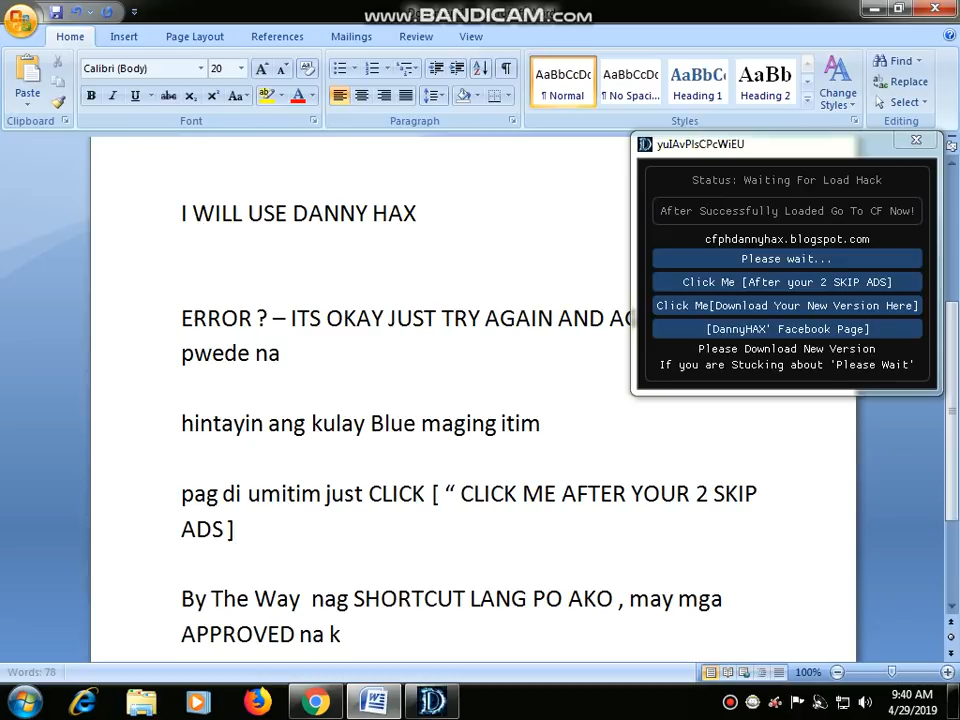 www.BANDICAM.com
Home Insert Page Layout References Mailings Review View
Paste
Calibri (Body) 20
AaBbCcDc AaBbCcDc AaBbC AaBb
¶ Normal ¶ No Spaci... Heading 1 Heading 2
Change
Styles
Find
Replace
Select
Clipboard Font Paragraph Styles Editing
I WILL USE DANNY HAX
ERROR ? – ITS OKAY JUST TRY AGAIN AND
pwede na
hintayin ang kulay Blue maging itim
pag di umitim just CLICK [ “ CLICK ME AFTER YOUR 2 SKIP
ADS ]
By The Way nag SHORTCUT LANG PO AKO , may mga
APPROVED na k
yuIAvPlsCPcWiEU
Status: Waiting For Load Hack
After Successfully Loaded Go To CF Now!
cfphdannyhax.blogspot.com
Please wait...
Click Me [After your 2 SKIP ADS]
Click Me[Download Your New Version Here]
[DannyHAX' Facebook Page]
Please Download New Version
If you are Stucking about 'Please Wait'
Words: 78
100%
9:40 AM
4/29/2019